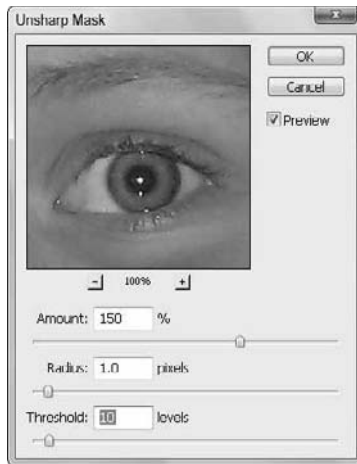 Unsharp Mask
OK
Cancel
Preview
- 100% +
Amount: 150 %
Radius: 1.0 pixels
Threshold: 10 levels